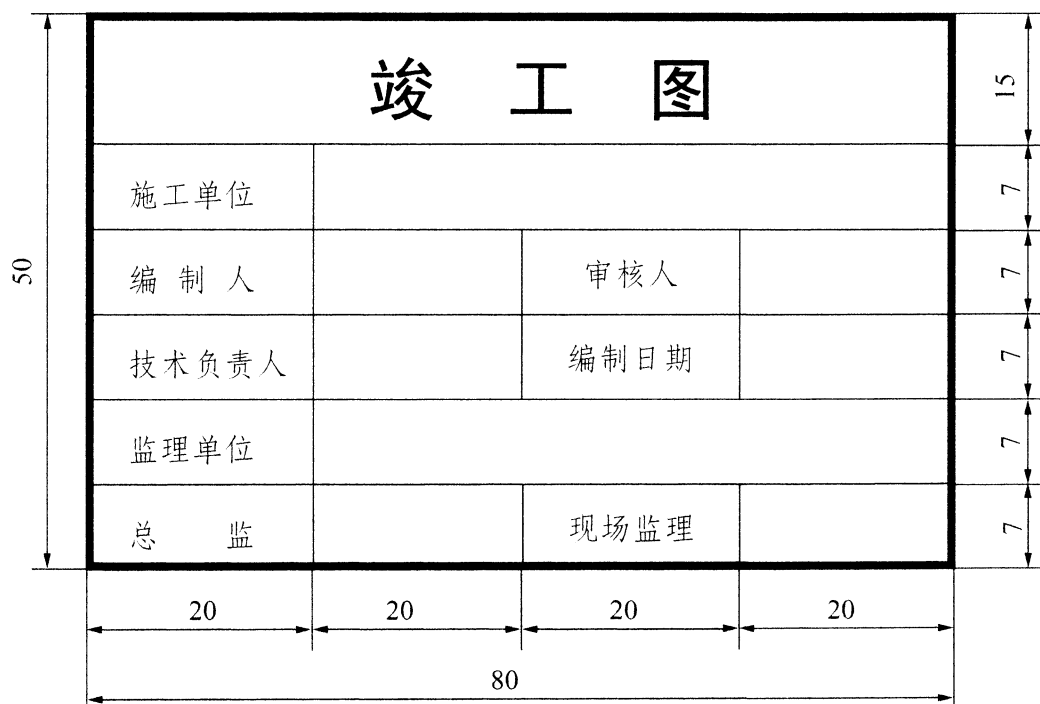 竣 工 图
15
施工单位
7
编 制 人 审核人
7
50
技术负责人 编制日期
7
监理单位
7
总 监 现场监理
7
20 20 20 20
80